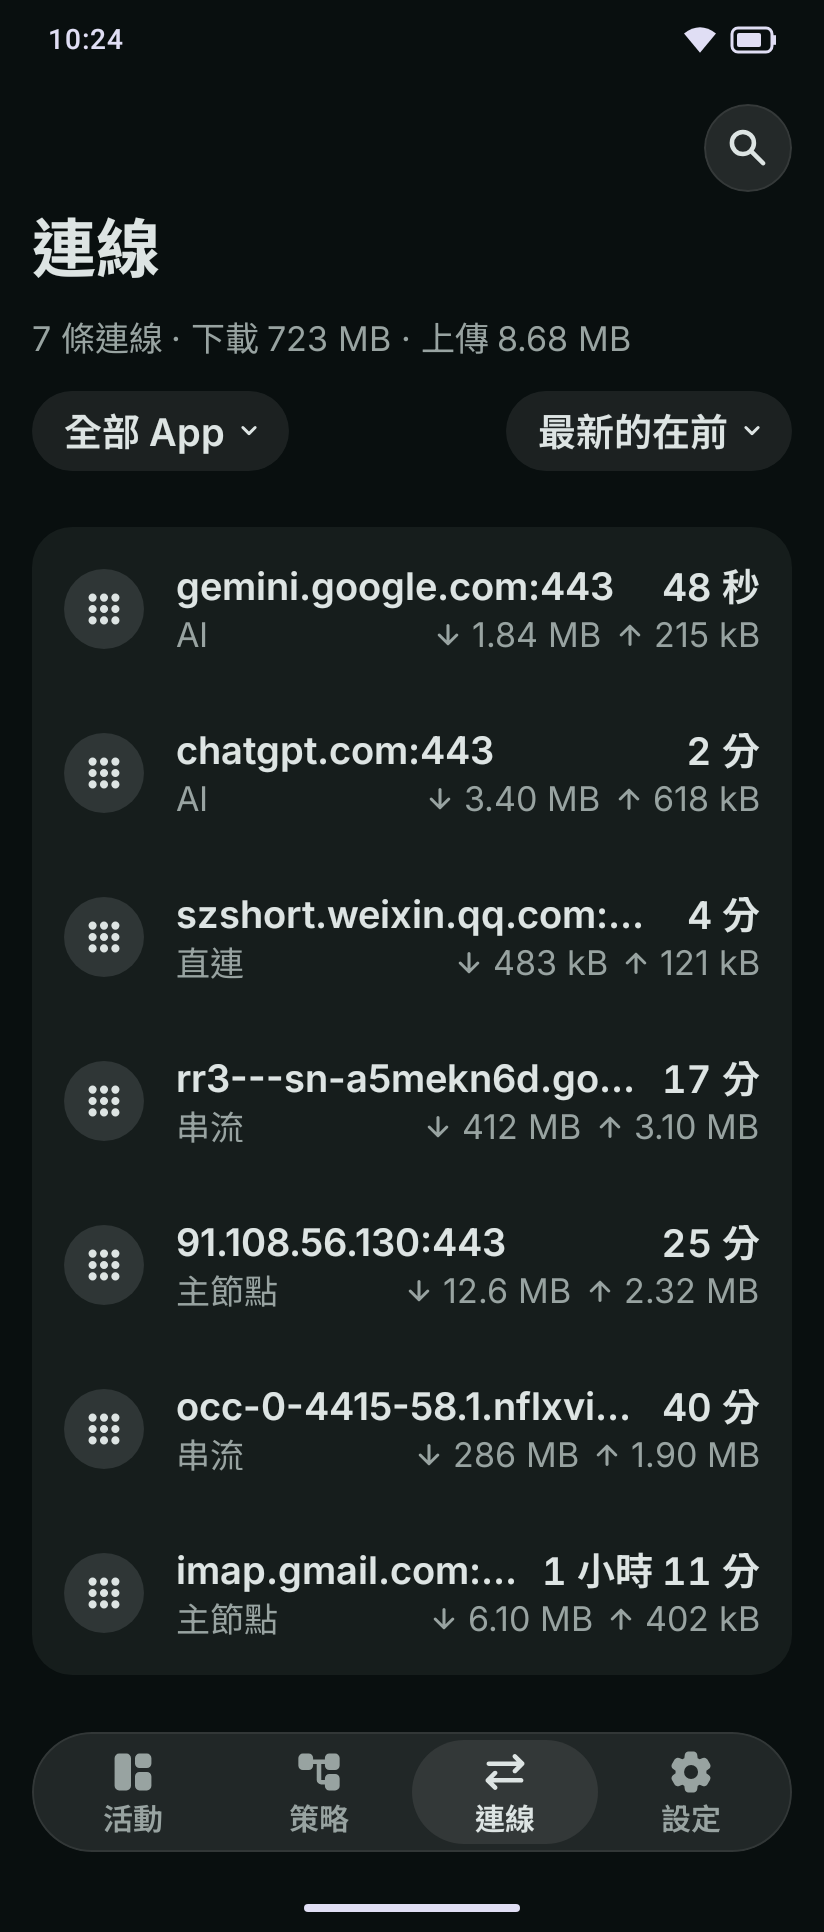 10:24
連線
7 條連線 · 下載 723 MB · 上傳 8.68 MB
全部 App
最新的在前
gemini.google.com:443 48 秒
AI ↓ 1.84 MB ↑ 215 kB
chatgpt.com:443 2 分
AI ↓ 3.40 MB ↑ 618 kB
szshort.weixin.qq.com:... 4 分
直連 ↓ 483 kB ↑ 121 kB
rr3---sn-a5mekn6d.go... 17 分
串流 ↓ 412 MB ↑ 3.10 MB
91.108.56.130:443 25 分
主節點 ↓ 12.6 MB ↑ 2.32 MB
occ-0-4415-58.1.nflxvi... 40 分
串流 ↓ 286 MB ↑ 1.90 MB
imap.gmail.com:... 1 小時 11 分
主節點 ↓ 6.10 MB ↑ 402 kB
活動 策略 連線 設定